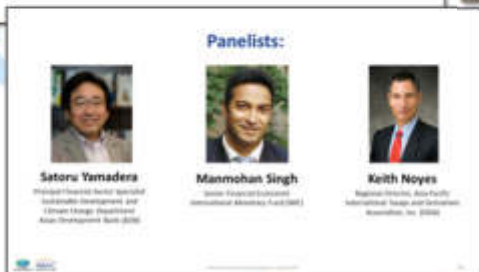 Panelists:
Satoru Yamadera
Principal Financial Sector Specialist
Sustainable Development and
Climate Change Department
Asian Development Bank (ADB)
Manmohan Singh
Senior Financial Economist
International Monetary Fund (IMF)
Keith Noyes
Regional Director, Asia Pacific
International Swaps and Derivatives
Association, Inc. (ISDA)